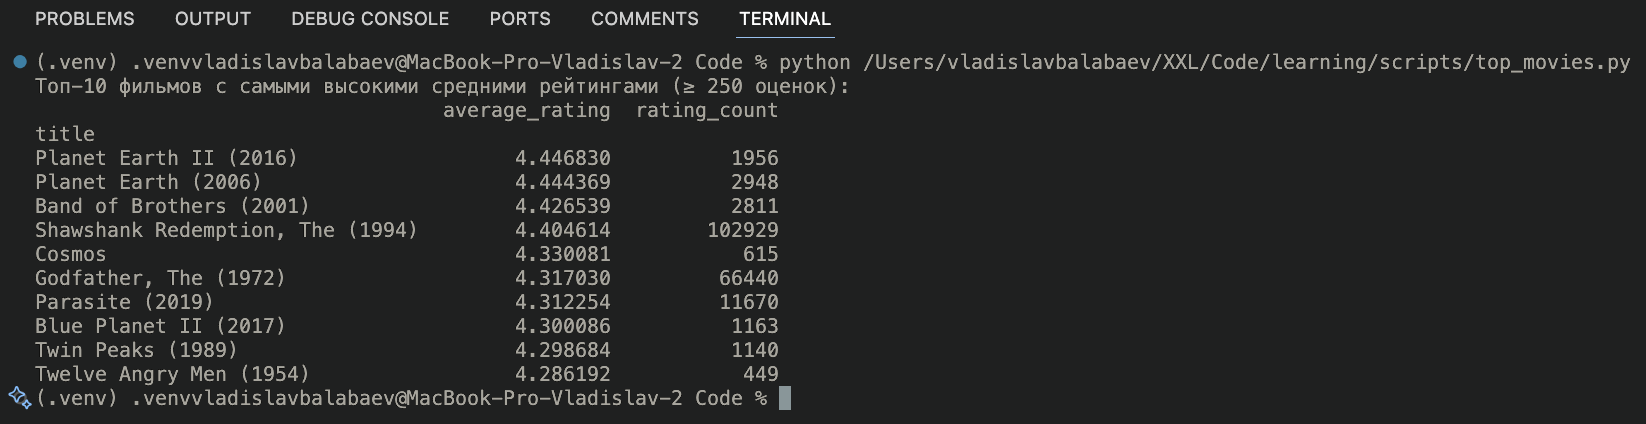 PROBLEMS OUTPUT DEBUG CONSOLE PORTS COMMENTS TERMINAL
(.venv) .venvvladislavbalabaev@MacBook-Pro-Vladislav-2 Code % python /Users/vladislavbalabaev/XXL/Code/learning/scripts/top_movies.py
Топ-10 фильмов с самыми высокими средними рейтингами (≥ 250 оценок):
average_rating rating_count
title
Planet Earth II (2016) 4.446830 1956
Planet Earth (2006) 4.444369 2948
Band of Brothers (2001) 4.426539 2811
Shawshank Redemption, The (1994) 4.404614 102929
Cosmos 4.330081 615
Godfather, The (1972) 4.317030 66440
Parasite (2019) 4.312254 11670
Blue Planet II (2017) 4.300086 1163
Twin Peaks (1989) 4.298684 1140
Twelve Angry Men (1954) 4.286192 449
(.venv) .venvvladislavbalabaev@MacBook-Pro-Vladislav-2 Code %